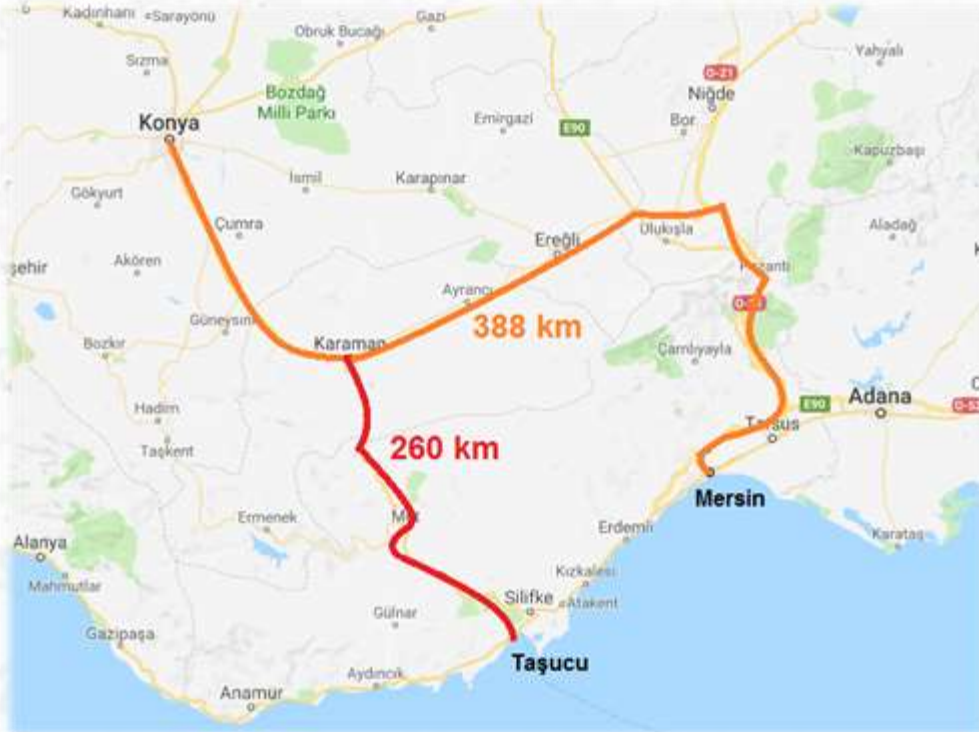 Kadınhanı
Sarayönü
Gazi
Obruk Bucağı
Sızma
Yahyalı
O-21
Bozdağ
Milli Parkı
Niğde
Konya
Emirgazi
E90
Bor
Kapuzbaşı
İsmil
Karapınar
Gökyurt
Çumra
Ulukışla
Aladağ
Ereğli
şehir
Akören
Ayrancı
388 km
Karaman
Bozkır
Çamlıyayla
Hadim
E90
Adana
Taşkent
260 km
Tarsus
Mersin
Ermenek
Erdemli
Karataş
Alanya
Mahmutlar
Kızkalesi
Gülnar
Silifke
Atakent
Gazipaşa
Taşucu
Aydıncık
Anamur